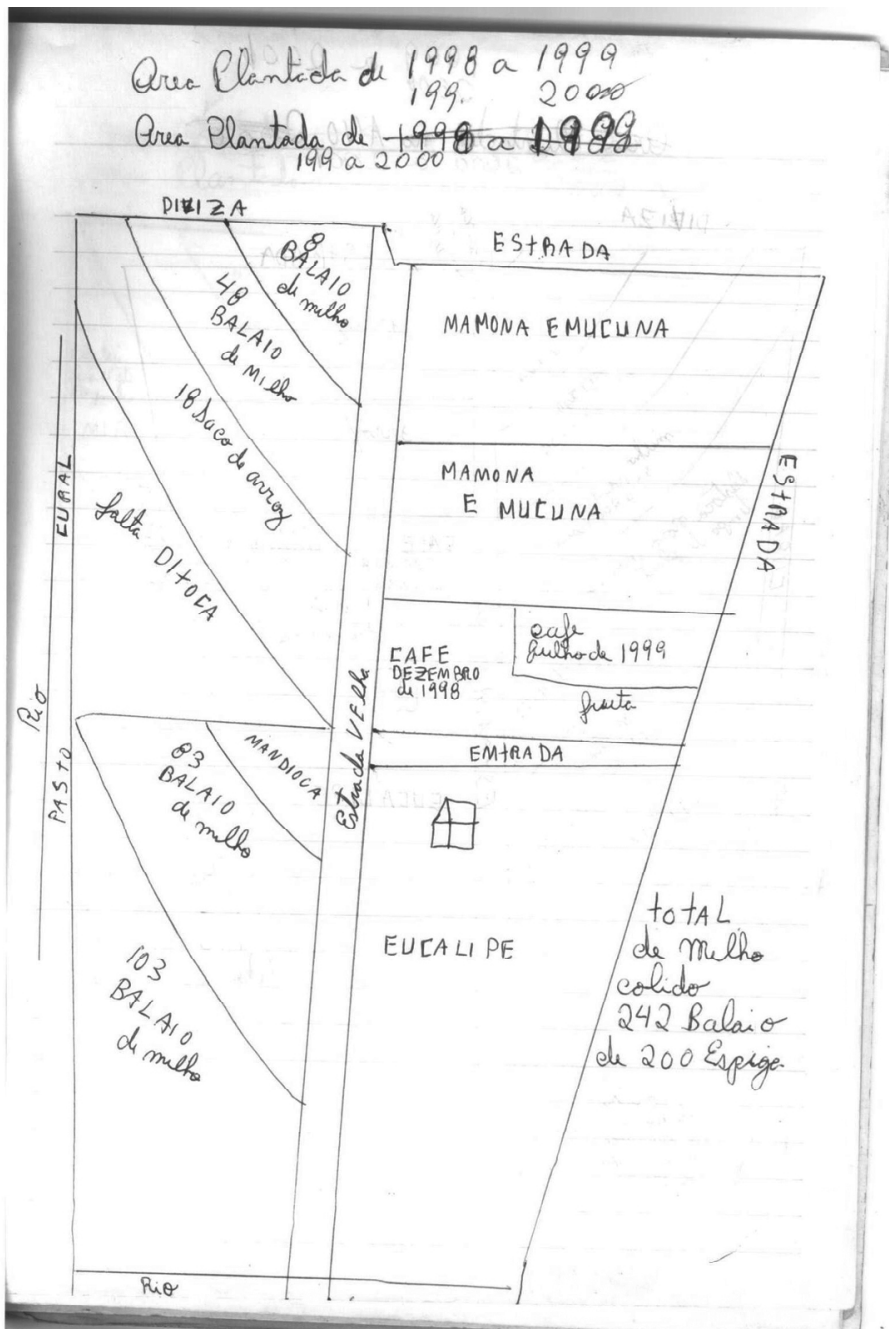 Area Plantada de 1998 a 1999
199. 2000
Area Plantada de 1998 a 1999
199 a 2000
DIVIZA
ESTRADA
8
BALAIO
de milho
48
BALAIO
de milho
18 Saco de arroz
MAMONA E MUCUNA
MAMONA
E MUCUNA
ESTRADA
CURAL
falta
DITOCA
cafe
Julho de 1999
CAFE
DEZEMBRO
de 1998
fruta
Estrada VElha
Rio
PASTO
EMTRADA
MANDIOCA
83
BALAIO
de milho
EUCALIPE
103
BALAIO
de milho
TOTAL
de Milho
colido
242 Balaio
de 200 Espiga
Rio